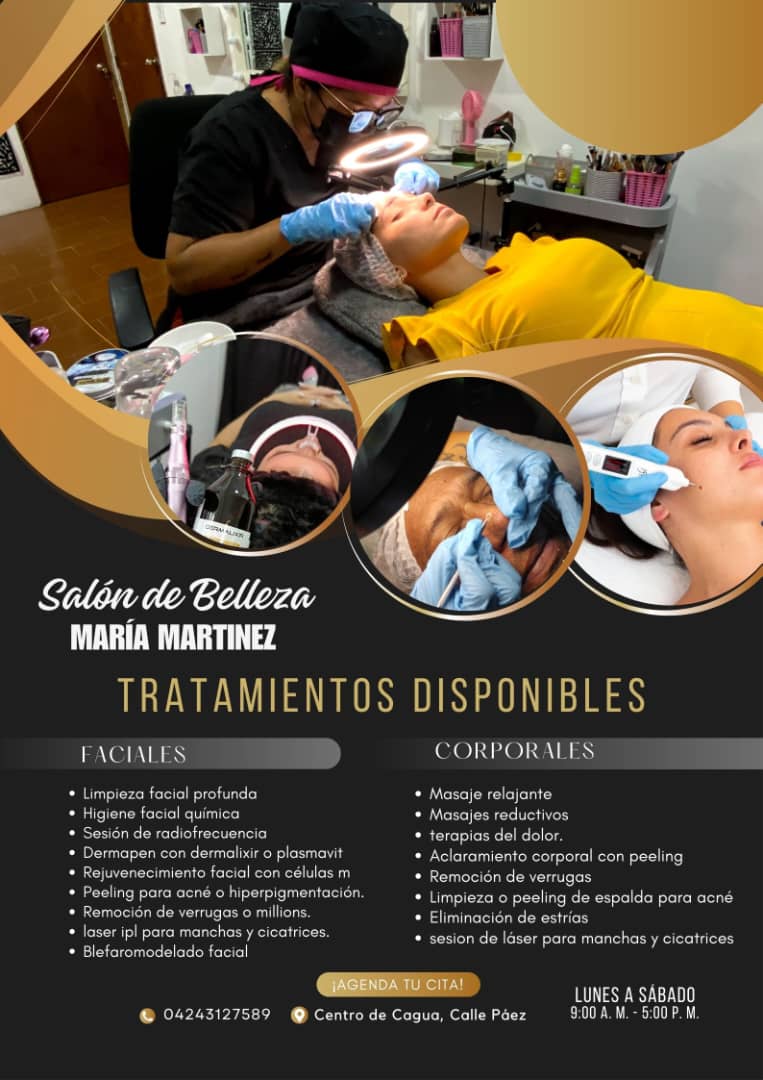 DERMALIXIR
Salón de Belleza
MARÍA MARTINEZ
TRATAMIENTOS DISPONIBLES
FACIALES
• Limpieza facial profunda
• Higiene facial química
• Sesión de radiofrecuencia
• Dermapen con dermalixir o plasmavit
• Rejuvenecimiento facial con células m
• Peeling para acné o hiperpigmentación.
• Remoción de verrugas o millions.
• laser ipl para manchas y cicatrices.
• Blefaromodelado facial
CORPORALES
• Masaje relajante
• Masajes reductivos
• terapias del dolor.
• Aclaramiento corporal con peeling
• Remoción de verrugas
• Limpieza o peeling de espalda para acné
• Eliminación de estrías
• sesion de láser para manchas y cicatrices
¡AGENDA TU CITA!
04243127589
Centro de Cagua, Calle Páez
LUNES A SÁBADO
9:00 A. M. - 5:00 P. M.